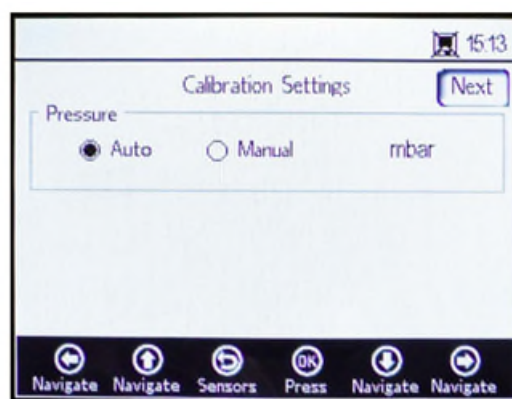 15:13
Calibration Settings
Next
Pressure
Auto Manual mbar
OK
Navigate Navigate Sensors Press Navigate Navigate